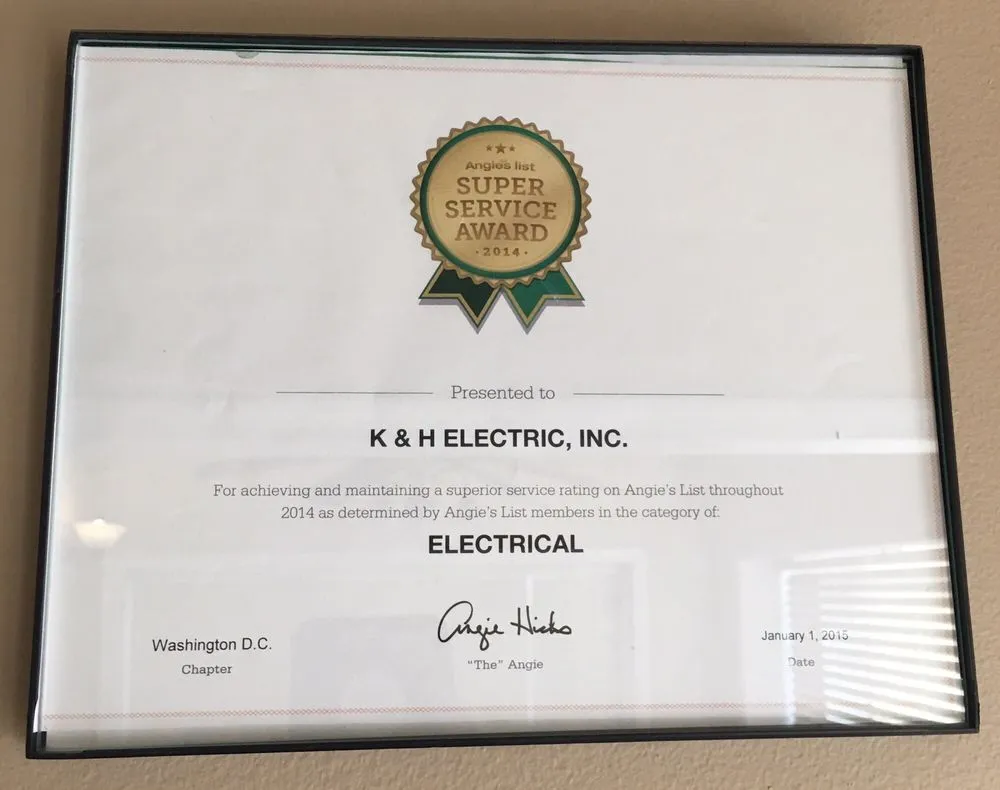 Angie's list
SUPER
SERVICE
AWARD
· 2014 ·
Presented to
K & H ELECTRIC, INC.
For achieving and maintaining a superior service rating on Angie's List throughout
2014 as determined by Angie's List members in the category of:
ELECTRICAL
Angie Hicks
Washington D.C.
Chapter
"The" Angie
January 1, 2015
Date